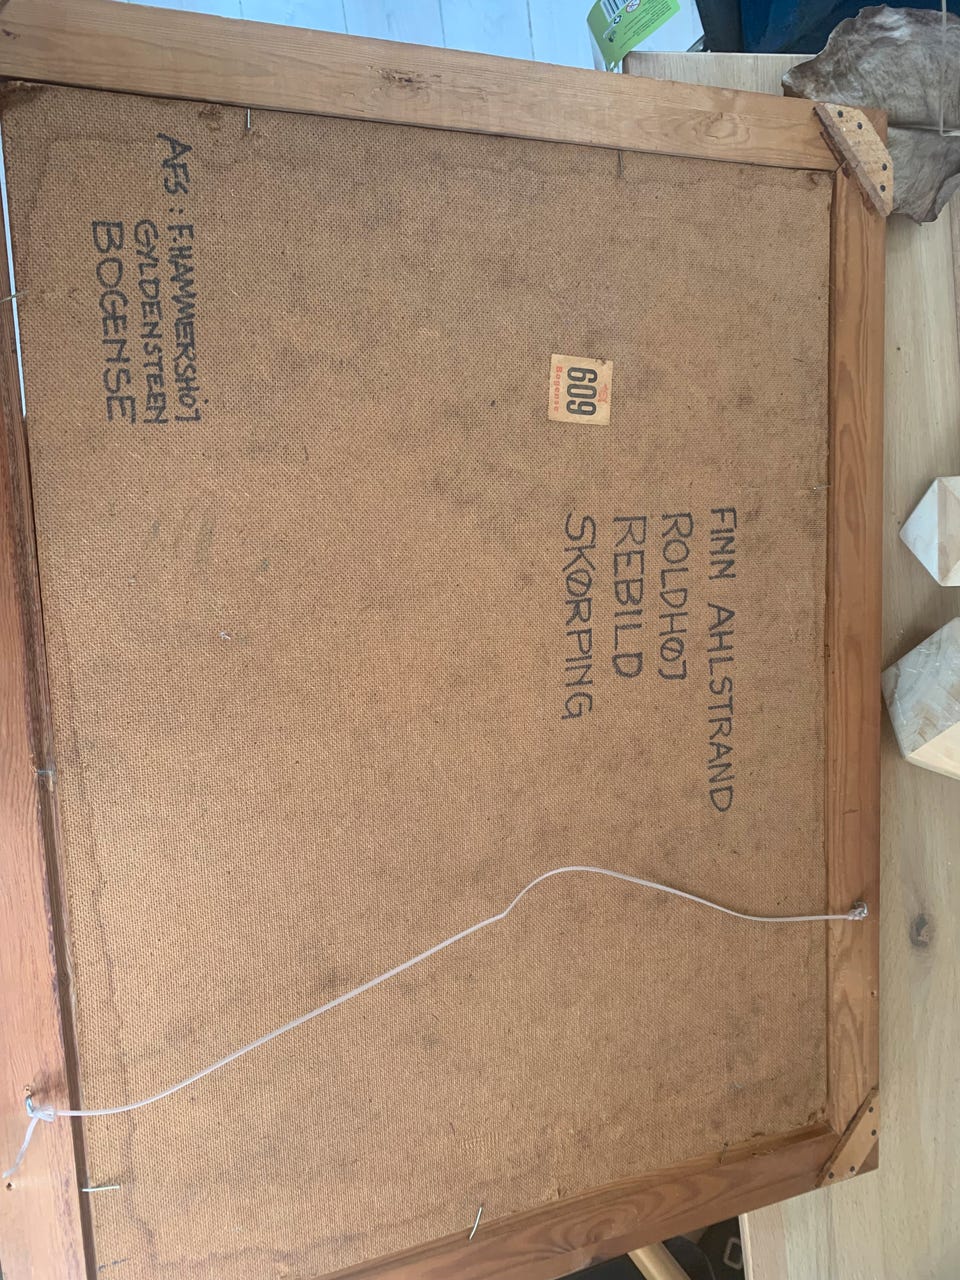 FINN AHLSTRAND
ROLDHØJ
REBILD
SKØRPING
609
Bogense
AFS: F. HAMMERSHØJ
GYLDENSTEEN
BOGENSE